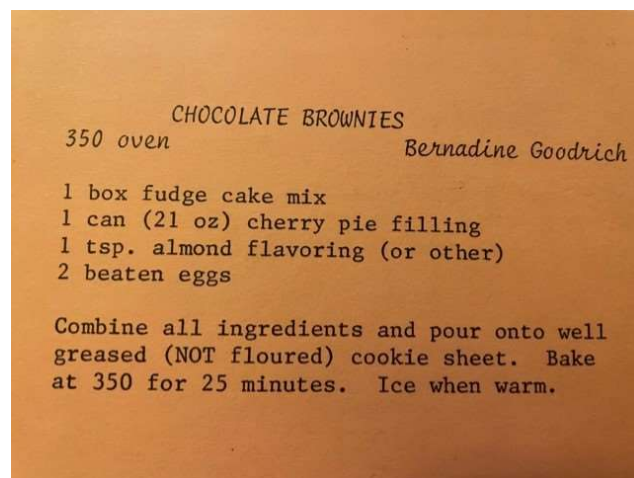 CHOCOLATE BROWNIES
350 oven
Bernadine Goodrich
1 box fudge cake mix
1 can (21 oz) cherry pie filling
1 tsp. almond flavoring (or other)
2 beaten eggs
Combine all ingredients and pour onto well
greased (NOT floured) cookie sheet.  Bake
at 350 for 25 minutes.  Ice when warm.